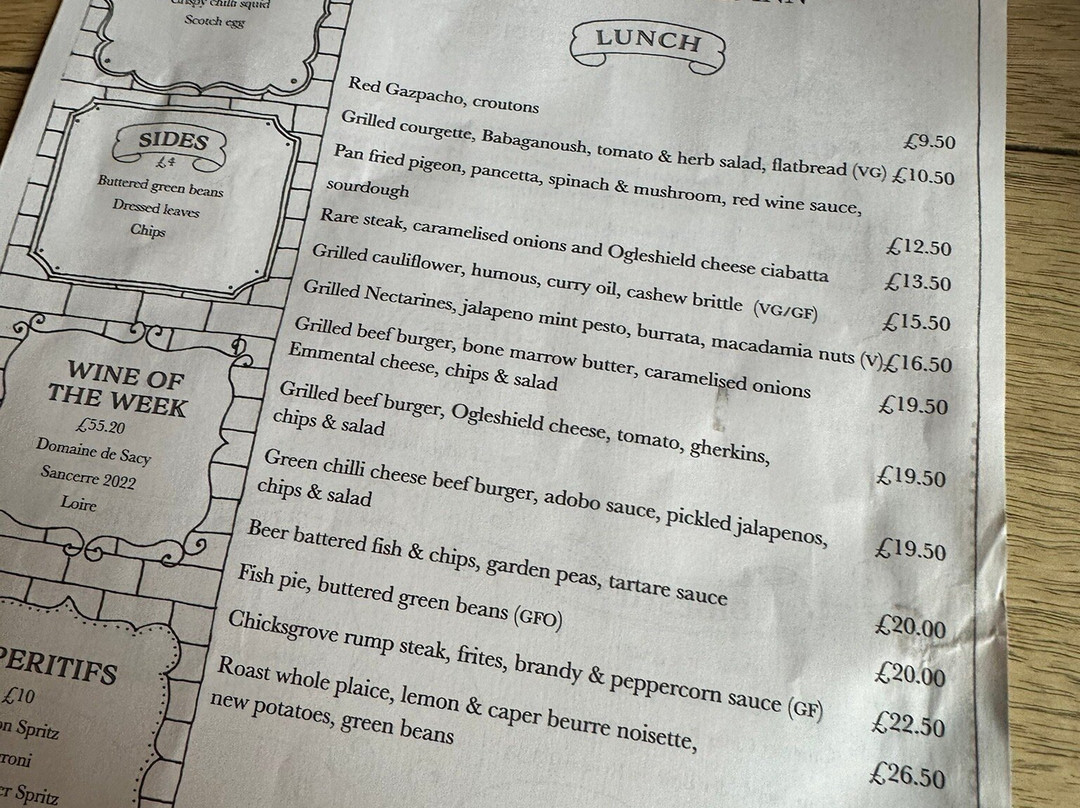 chilli squid
Scotch egg
SIDES
£4
Buttered green beans
Dressed leaves
Chips
WINE OF
THE WEEK
£55.20
Domaine de Sacy
Sancerre 2022
Loire
£10
Spritz
Spritz
LUNCH
Red Gazpacho, croutons £9.50
Grilled courgette, Babaganoush, tomato & herb salad, flatbread (VG) £10.50
Pan fried pigeon, pancetta, spinach & mushroom, red wine sauce,
sourdough £12.50
Rare steak, caramelised onions and Ogleshield cheese ciabatta £13.50
Grilled cauliflower, humous, curry oil, cashew brittle (VG/GF) £15.50
Grilled Nectarines, jalapeno mint pesto, burrata, macadamia nuts (V)£16.50
Grilled beef burger, bone marrow butter, caramelised onions
Emmental cheese, chips & salad £19.50
Grilled beef burger, Ogleshield cheese, tomato, gherkins,
chips & salad £19.50
Green chilli cheese beef burger, adobo sauce, pickled jalapenos,
chips & salad £19.50
Beer battered fish & chips, garden peas, tartare sauce £20.00
Fish pie, buttered green beans (GFO) £20.00
Chicksgrove rump steak, frites, brandy & peppercorn sauce (GF) £22.50
Roast whole plaice, lemon & caper beurre noisette,
new potatoes, green beans £26.50